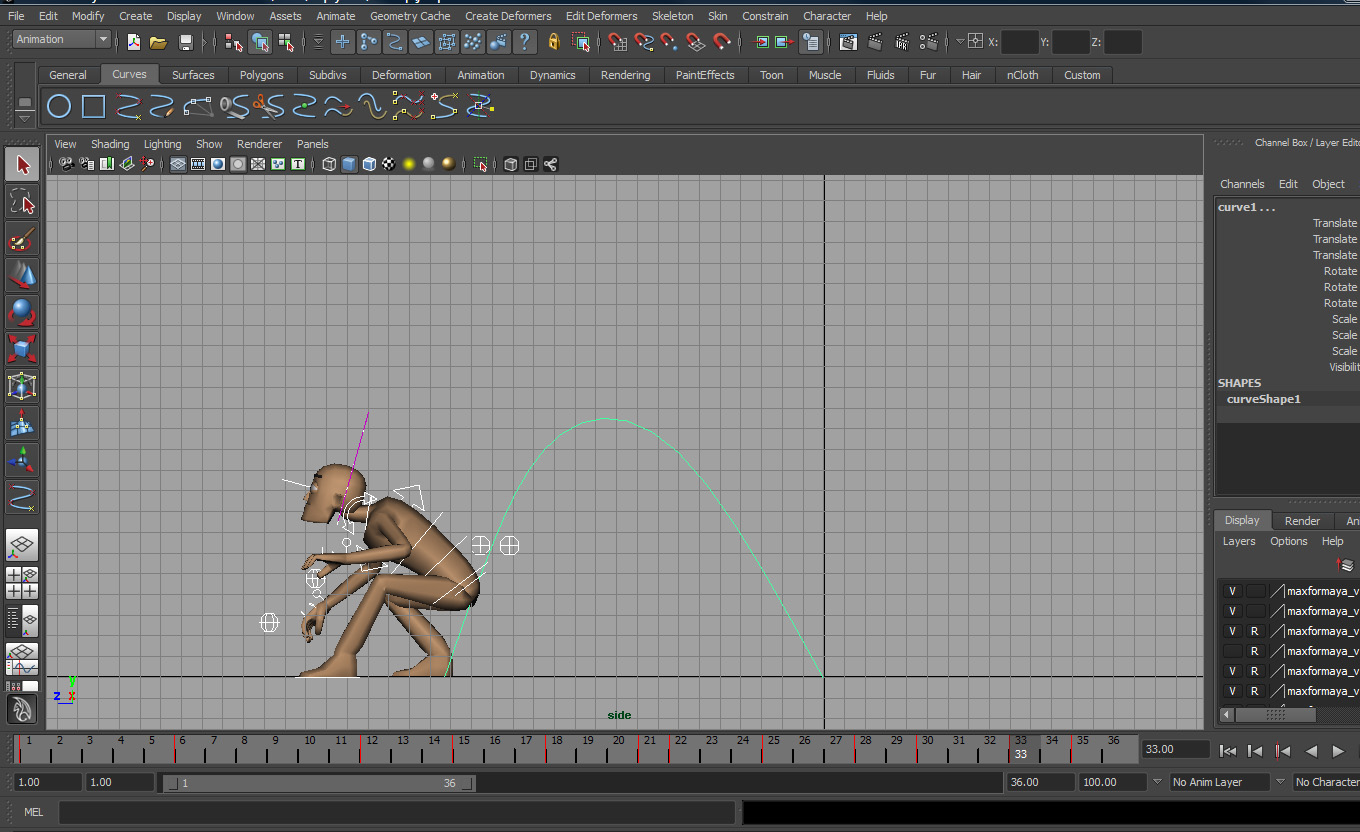 File Edit Modify Create Display Window Assets Animate Geometry Cache Create Deformers Edit Deformers Skeleton Skin Constrain Character Help
Animation X: Y: Z:
General Curves Surfaces Polygons Subdivs Deformation Animation Dynamics Rendering PaintEffects Toon Muscle Fluids Fur Hair nCloth Custom
View Shading Lighting Show Renderer Panels
Channel Box / Layer Edito
Channels Edit Object
curve1 . . .
Translate
Translate
Translate
Rotate
Rotate
Rotate
Scale
Scale
Scale
Visibilit
SHAPES
curveShape1
Display Render An
Layers Options Help
V maxformaya_v
V maxformaya_v
V R maxformaya_v
R maxformaya_v
V R maxformaya_v
V R maxformaya_v
y
z x
side
1 2 3 4 5 6 7 8 9 10 11 12 13 14 15 16 17 18 19 20 21 22 23 24 25 26 27 28 29 30 31 32 33 34 35 36
33
33.00
1.00 1.00 1 36 36.00 100.00 No Anim Layer No Character
MEL